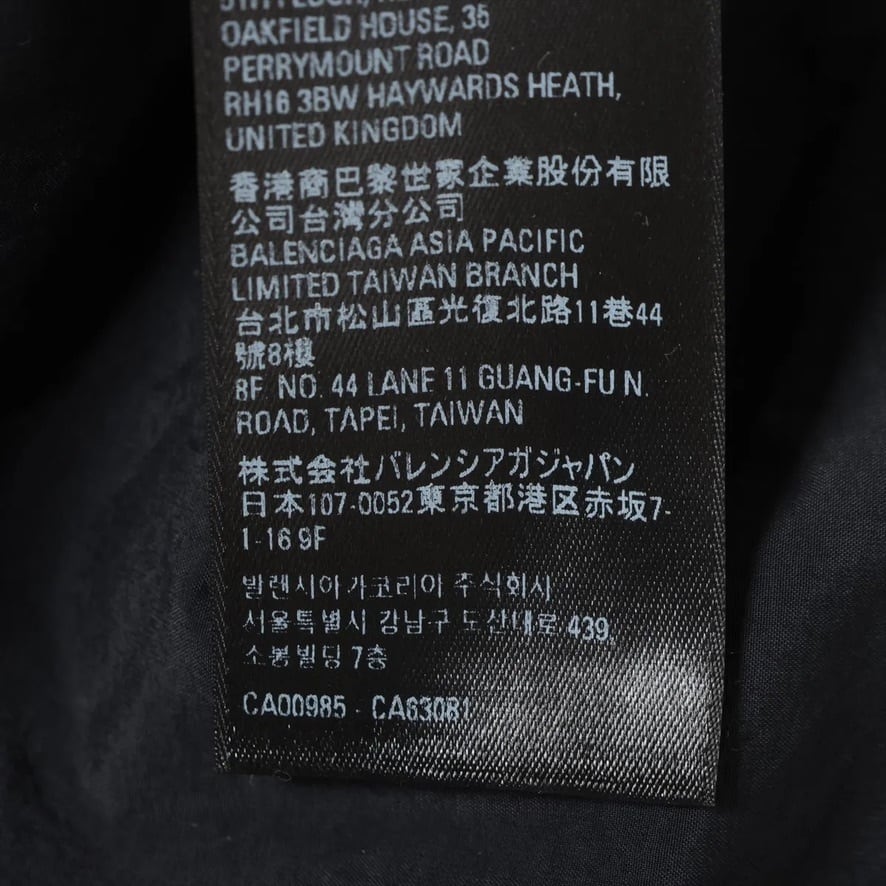 OAKFIELD HOUSE, 35
PERRYMOUNT ROAD
RH16 3BW HAYWARDS HEATH,
UNITED KINGDOM
香港商巴黎世家企業股份有限
公司台灣分公司
BALENCIAGA ASIA PACIFIC
LIMITED TAIWAN BRANCH
台北市松山區光復北路11巷44
號8樓
8F NO. 44 LANE 11 GUANG-FU N.
ROAD, TAPEI, TAIWAN
株式会社バレンシアガジャパン
日本107-0052東京都港区赤坂7-
1-16 9F
발렌시아가코리아 주식회사
서울특별시 강남구 도산대로 439,
소봉빌딩 7층
CA00985 - CA63081